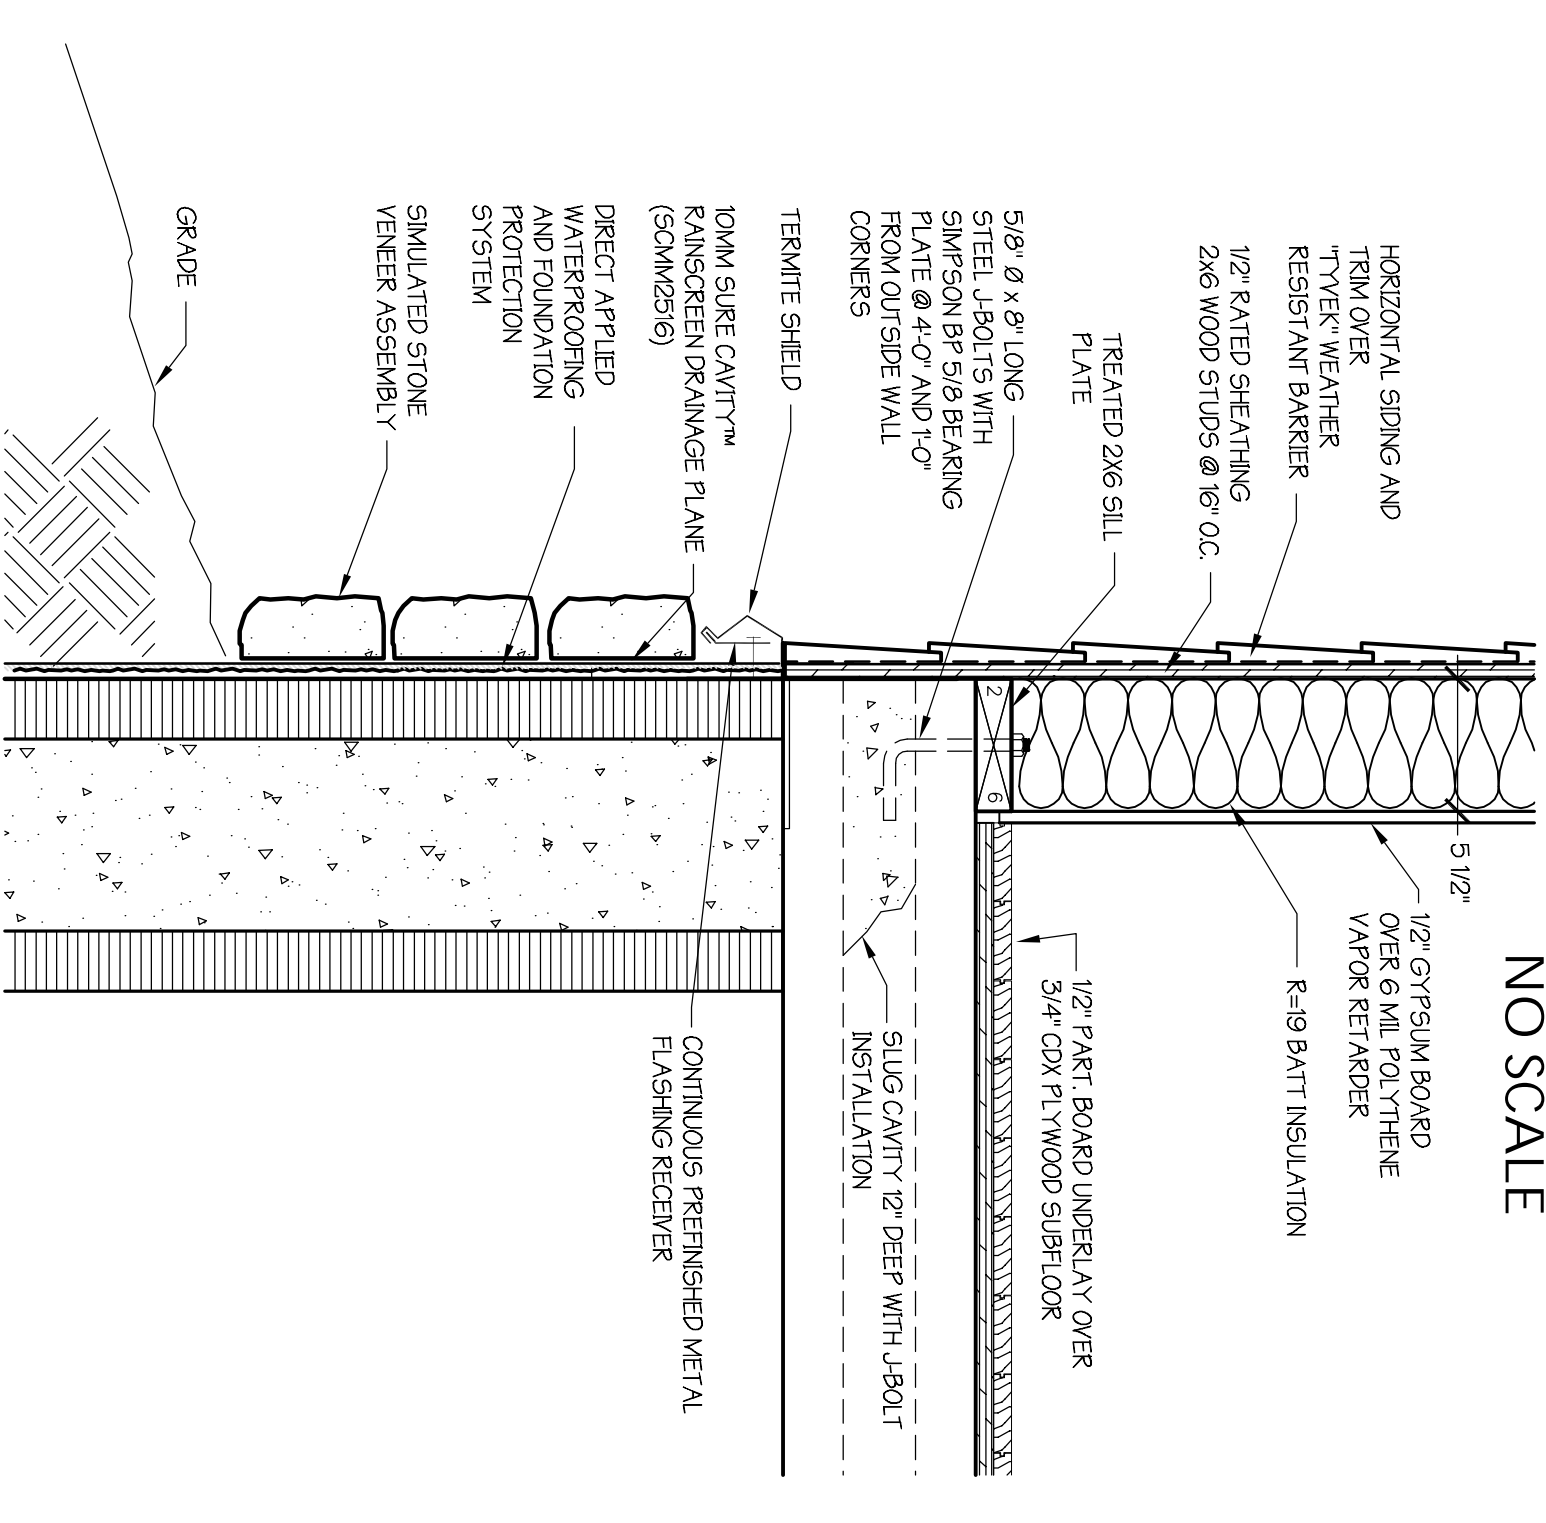 NO SCALE
HORIZONTAL SIDING AND
TRIM OVER
"TYVEK" WEATHER
RESISTANT BARRIER
1/2" RATED SHEATHING
2x6 WOOD STUDS @ 16" O.C.
TREATED 2X6 SILL
PLATE
5/8" Ø x 8" LONG
STEEL J-BOLTS WITH
SIMPSON BP 5/8 BEARING
PLATE @ 4'-0" AND 1'-0"
FROM OUTSIDE WALL
CORNERS
TERMITE SHIELD
10MM SURE CAVITY™
RAINSCREEN DRAINAGE PLANE
(SCMM2516)
DIRECT APPLIED
WATERPROOFING
AND FOUNDATION
PROTECTION
SYSTEM
SIMULATED STONE
VENEER ASSEMBLY
GRADE
2
6
5 1/2"
1/2" GYPSUM BOARD
OVER 6 MIL POLYTHENE
VAPOR RETARDER
R=19 BATT INSULATION
1/2" PART. BOARD UNDERLAY OVER
3/4" CDX PLYWOOD SUBFLOOR
SLUG CAVITY 12" DEEP WITH J-BOLT
INSTALLATION
CONTINUOUS PREFINISHED METAL
FLASHING RECEIVER